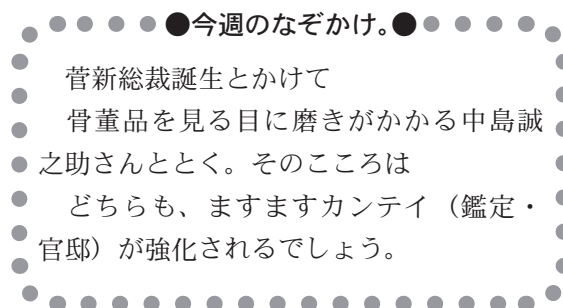 ●今週のなぞかけ。●
菅新総裁誕生とかけて
骨董品を見る目に磨きがかかる中島誠
之助さんととく。そのこころは
どちらも、ますますカンテイ（鑑定・
官邸）が強化されるでしょう。